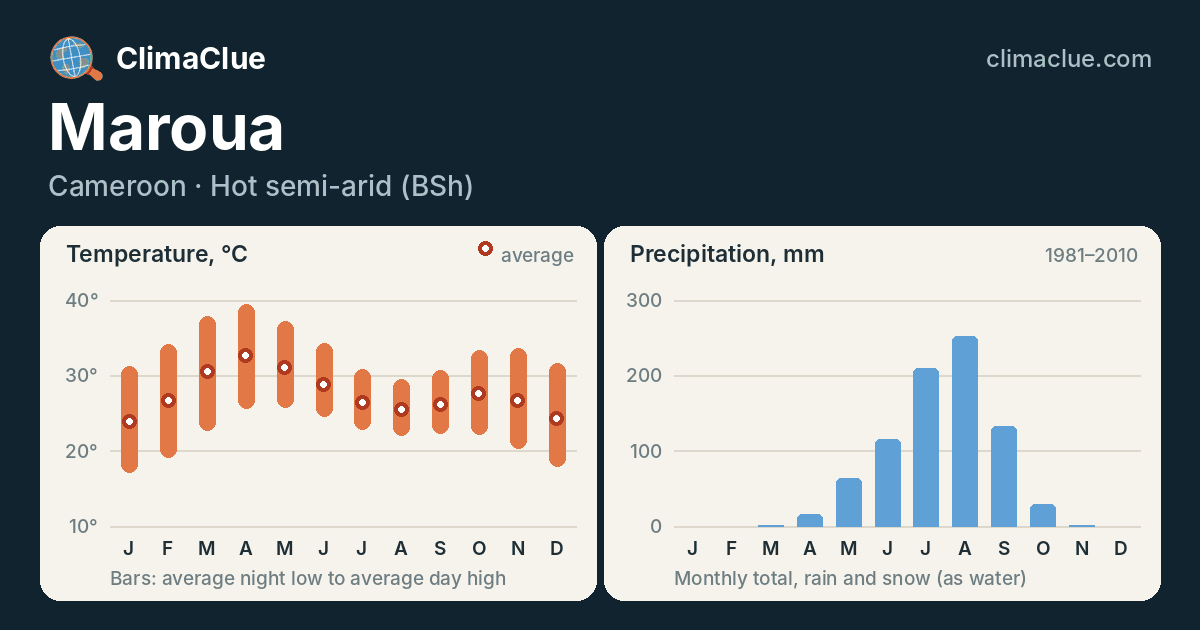 ClimaClue
climaclue.com
Maroua
Cameroon · Hot semi-arid (BSh)
Temperature, °C
average
40°
30°
20°
10°
J F M A M J J A S O N D
Bars: average night low to average day high
Precipitation, mm
1981–2010
300
200
100
0
J F M A M J J A S O N D
Monthly total, rain and snow (as water)